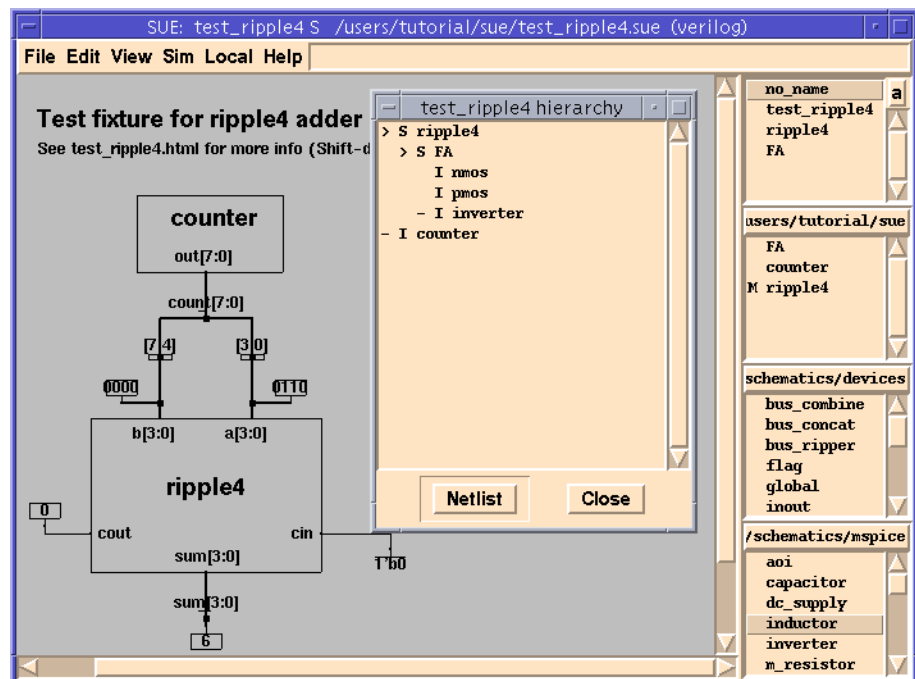 SUE: test_ripple4 S /users/tutorial/sue/test_ripple4.sue (verilog)
File Edit View Sim Local Help
Test fixture for ripple4 adder
See test_ripple4.html for more info (Shift-d
counter
out[7:0]
count[7:0]
[7:4]
[3:0]
0000
0110
b[3:0]
a[3:0]
ripple4
0
cout
cin
sum[3:0]
1'b0
sum[3:0]
6
test_ripple4 hierarchy
> S ripple4
> S FA
I nmos
I pmos
- I inverter
- I counter
Netlist
Close
no_name
a
test_ripple4
ripple4
FA
users/tutorial/sue
FA
counter
M ripple4
schematics/devices
bus_combine
bus_concat
bus_ripper
flag
global
inout
/schematics/mspice
aoi
capacitor
dc_supply
inductor
inverter
m_resistor